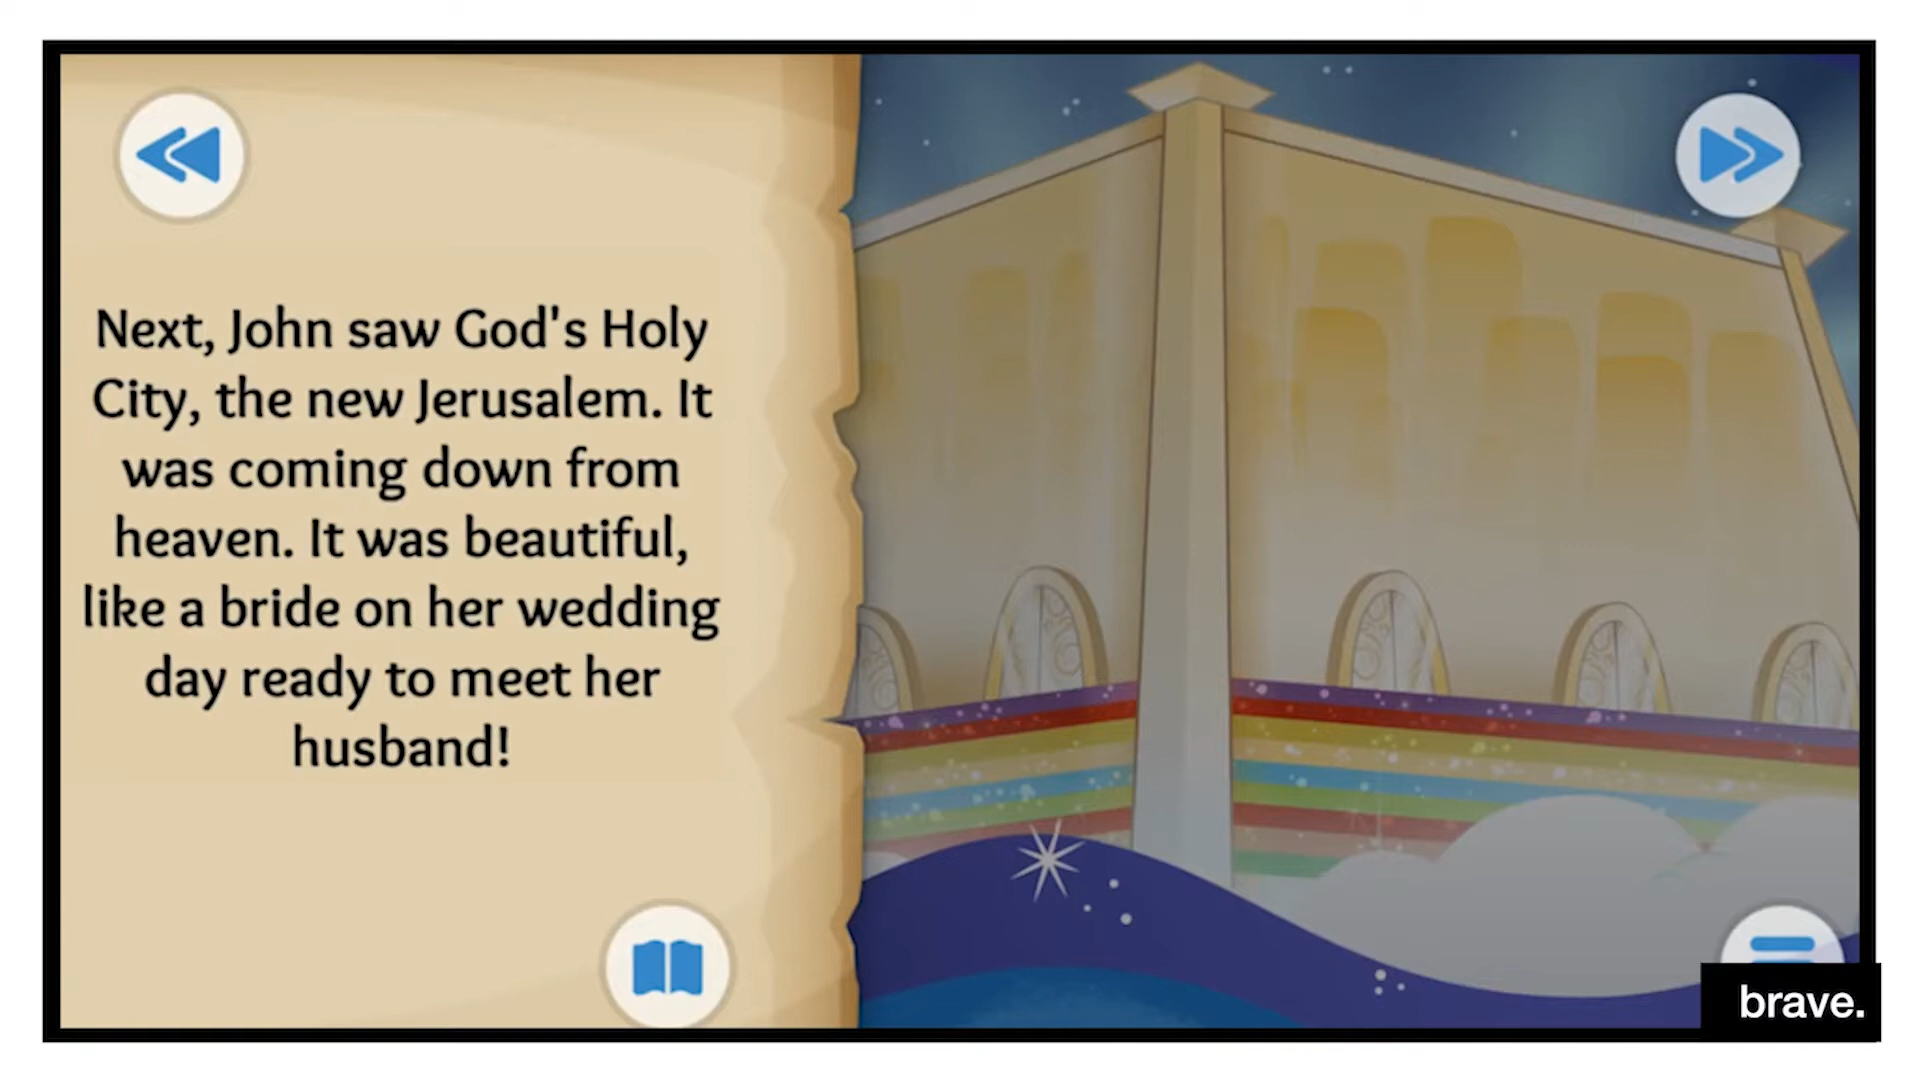 Next, John saw God's Holy
City, the new Jerusalem. It
was coming down from
heaven. It was beautiful,
like a bride on her wedding
day ready to meet her
husband!
brave.